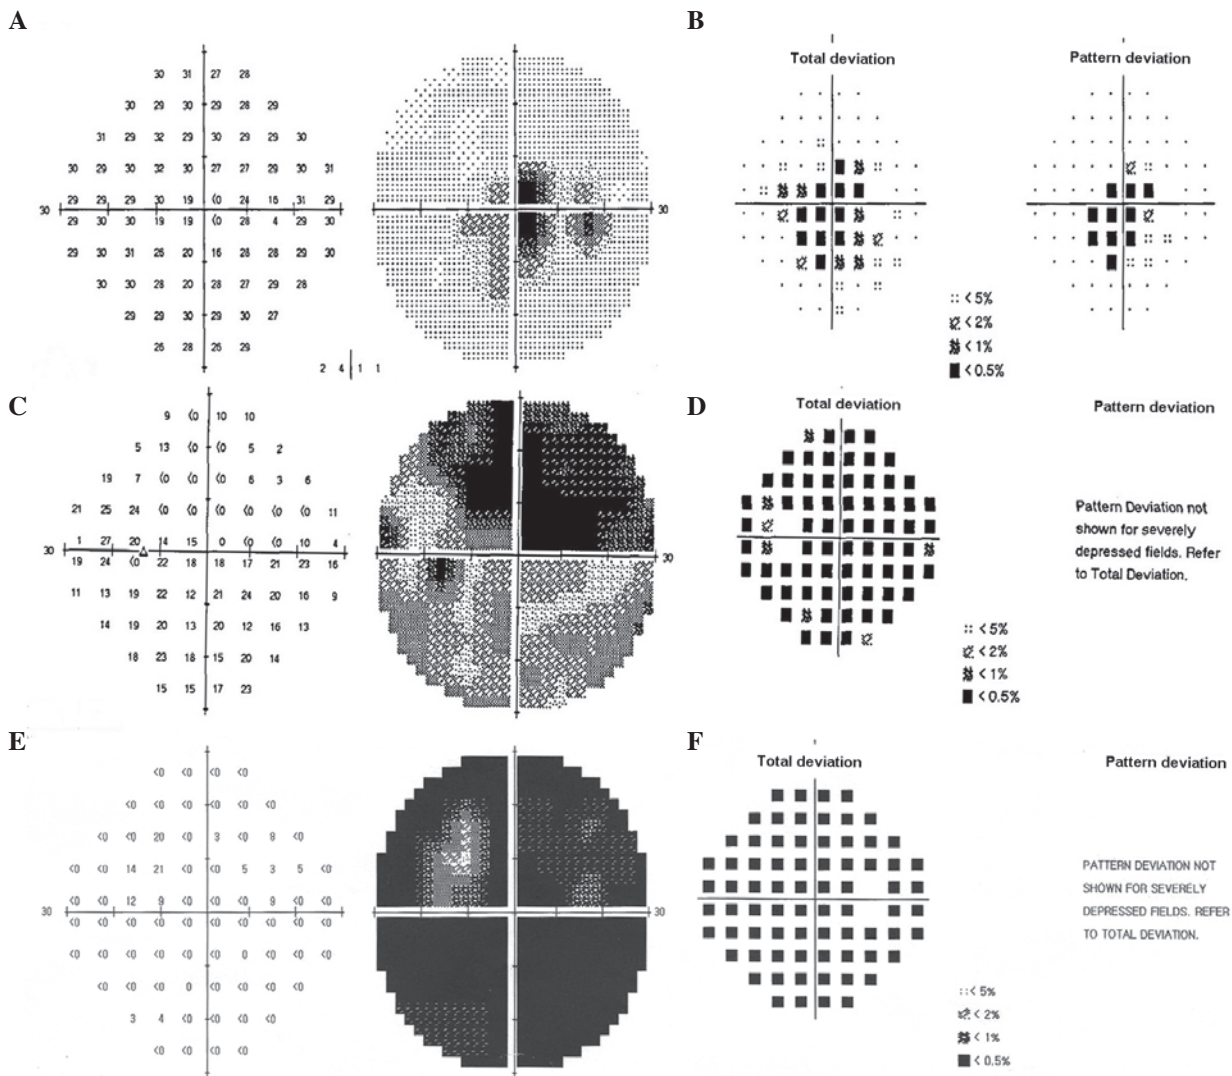 A
30 31 27 28
30 29 30 29 28 29
31 29 32 29 30 29 29 30
30 29 29 30 30 27 27 29 30 31
29 29 29 30 19 (0 24 15 31 29
30 30
29 30 30 19 19 (0 28 4 29 30
29 30 31 26 20 16 28 28 29 30
30 30 28 20 28 27 29 28
29 29 30 29 30 27
26 28 26 29
2 4 1 1
B
Total deviation Pattern deviation
:: < 5%
< 2%
< 1%
< 0.5%
C
9 (0 10 10
5 13 (0 (0 5 2
19 7 (0 (0 (0 6 3 6
21 25 24 (0 (0 (0 (0 (0 (0 11
1 27 20 14 15 0 (0 (0 10 4
30 30
19 24 (0 22 18 18 17 21 23 16
11 13 19 22 12 21 24 20 16 9
14 19 20 13 20 12 16 13
18 23 18 15 20 14
15 15 17 23
D
Total deviation Pattern deviation
Pattern Deviation not
shown for severely
depressed fields. Refer
to Total Deviation.
:: < 5%
< 2%
< 1%
< 0.5%
E
<0 <0 <0 <0
<0 <0 <0 <0 <0 <0
<0 <0 20 <0 3 <0 8 <0
<0 <0 14 21 <0 <0 5 3 5 <0
<0 <0 12 9 <0 <0 <0 9 <0 <0
30 30
<0 <0 <0 <0 <0 <0 <0 <0 <0 <0
<0 <0 <0 <0 <0 <0 0 <0 <0 <0
<0 <0 <0 0 <0 <0 <0 <0
3 4 <0 <0 <0 <0
<0 <0 <0 <0
F
Total deviation Pattern deviation
PATTERN DEVIATION NOT
SHOWN FOR SEVERELY
DEPRESSED FIELDS. REFER
TO TOTAL DEVIATION.
:: < 5%
< 2%
< 1%
< 0.5%